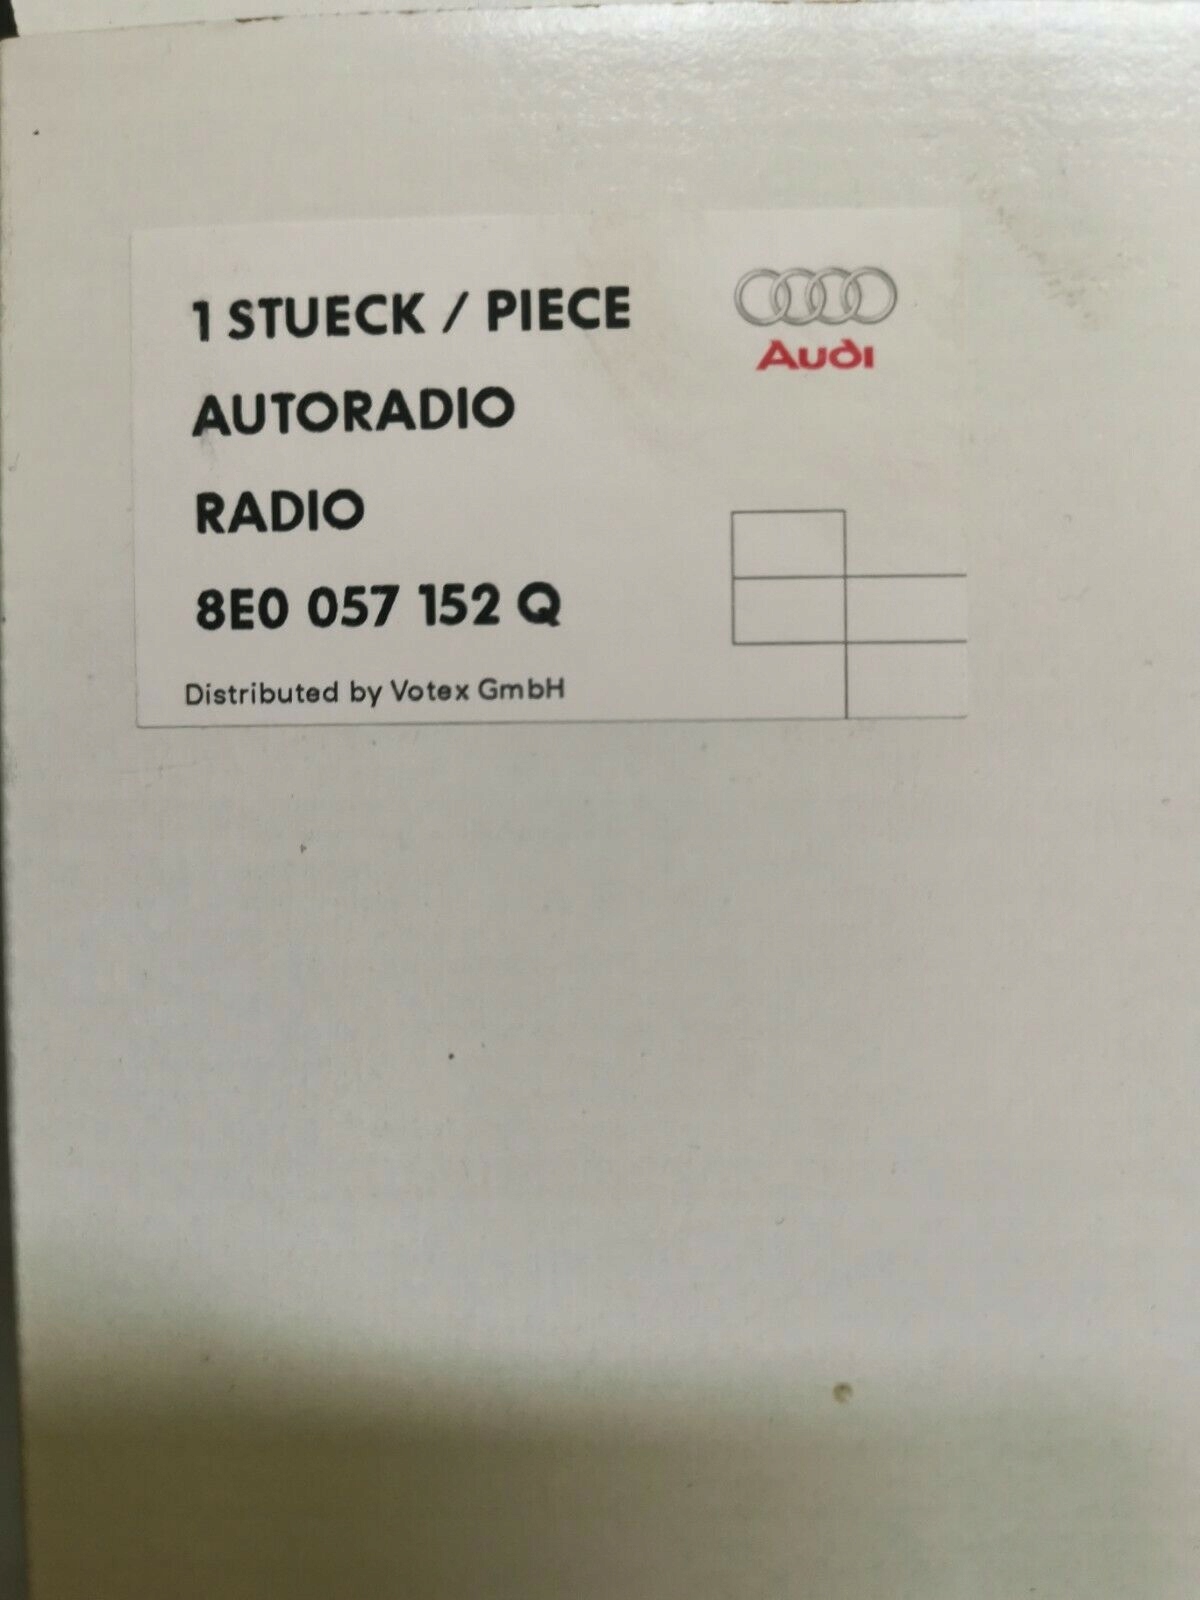 1 STUECK / PIECE
Audi
AUTORADIO
RADIO
8E0 057 152 Q
Distributed by Votex GmbH